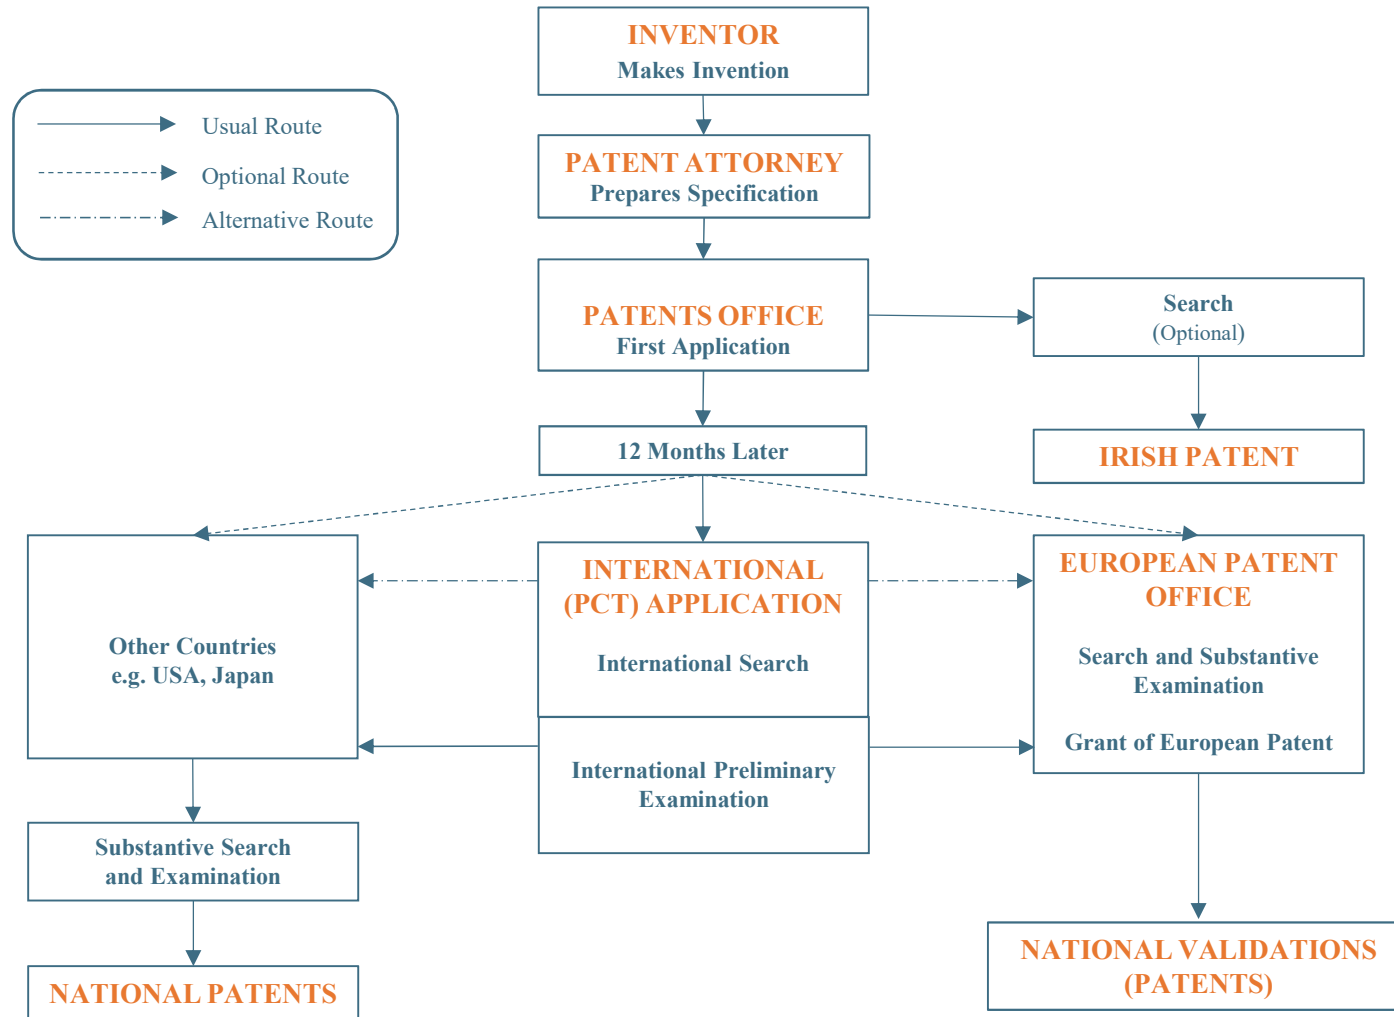 INVENTOR
Makes Invention
Usual Route
Optional Route
Alternative Route
PATENT ATTORNEY
Prepares Specification
PATENTS OFFICE
First Application
Search
(Optional)
12 Months Later
IRISH PATENT
Other Countries
e.g. USA, Japan
INTERNATIONAL
(PCT) APPLICATION
International Search
International Preliminary
Examination
EUROPEAN PATENT
OFFICE
Search and Substantive
Examination
Grant of European Patent
Substantive Search
and Examination
NATIONAL PATENTS
NATIONAL VALIDATIONS
(PATENTS)